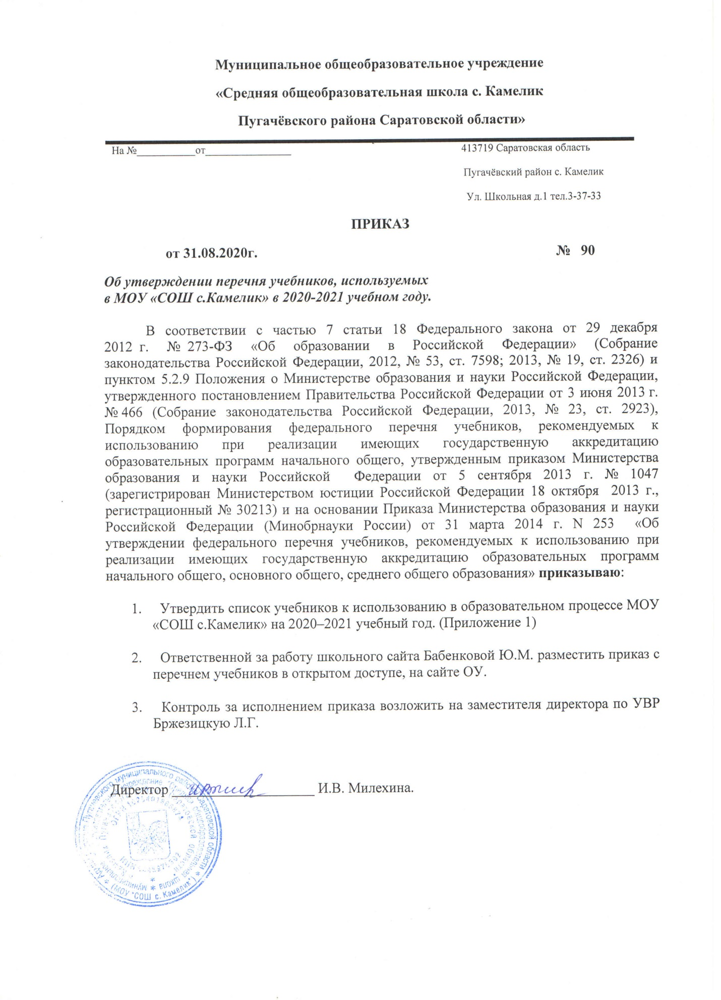 Муниципальное общеобразовательное учреждение
«Средняя общеобразовательная школа с. Камелик
Пугачёвского района Саратовской области»
На №___________от________________
413719 Саратовская область
Пугачёвский район с. Камелик
Ул. Школьная д.1 тел.3-37-33
ПРИКАЗ
от 31.08.2020г. № 90
Об утверждении перечня учебников, используемых
в МОУ «СОШ с.Камелик» в 2020-2021 учебном году.
В соответствии с частью 7 статьи 18 Федерального закона от 29 декабря
2012 г. № 273-ФЗ «Об образовании в Российской Федерации» (Собрание
законодательства Российской Федерации, 2012, № 53, ст. 7598; 2013, № 19, ст. 2326) и
пунктом 5.2.9 Положения о Министерстве образования и науки Российской Федерации,
утвержденного постановлением Правительства Российской Федерации от 3 июня 2013 г.
№ 466 (Собрание законодательства Российской Федерации, 2013, № 23, ст. 2923),
Порядком формирования федерального перечня учебников, рекомендуемых к
использованию при реализации имеющих государственную аккредитацию
образовательных программ начального общего, утвержденным приказом Министерства
образования и науки Российской Федерации от 5 сентября 2013 г. № 1047
(зарегистрирован Министерством юстиции Российской Федерации 18 октября 2013 г.,
регистрационный № 30213) и на основании Приказа Министерства образования и науки
Российской Федерации (Минобрнауки России) от 31 марта 2014 г. N 253 «Об
утверждении федерального перечня учебников, рекомендуемых к использованию при
реализации имеющих государственную аккредитацию образовательных программ
начального общего, основного общего, среднего общего образования» приказываю:
1. Утвердить список учебников к использованию в образовательном процессе МОУ
«СОШ с.Камелик» на 2020–2021 учебный год. (Приложение 1)
2. Ответственной за работу школьного сайта Бабенковой Ю.М. разместить приказ с
перечнем учебников в открытом доступе, на сайте ОУ.
3. Контроль за исполнением приказа возложить на заместителя директора по УВР
Бржезицкую Л.Г.
Директор ____________________ И.В. Милехина.
Пугачевского муниципального района Саратовской области * (МОУ "СОШ с. Камелик") *